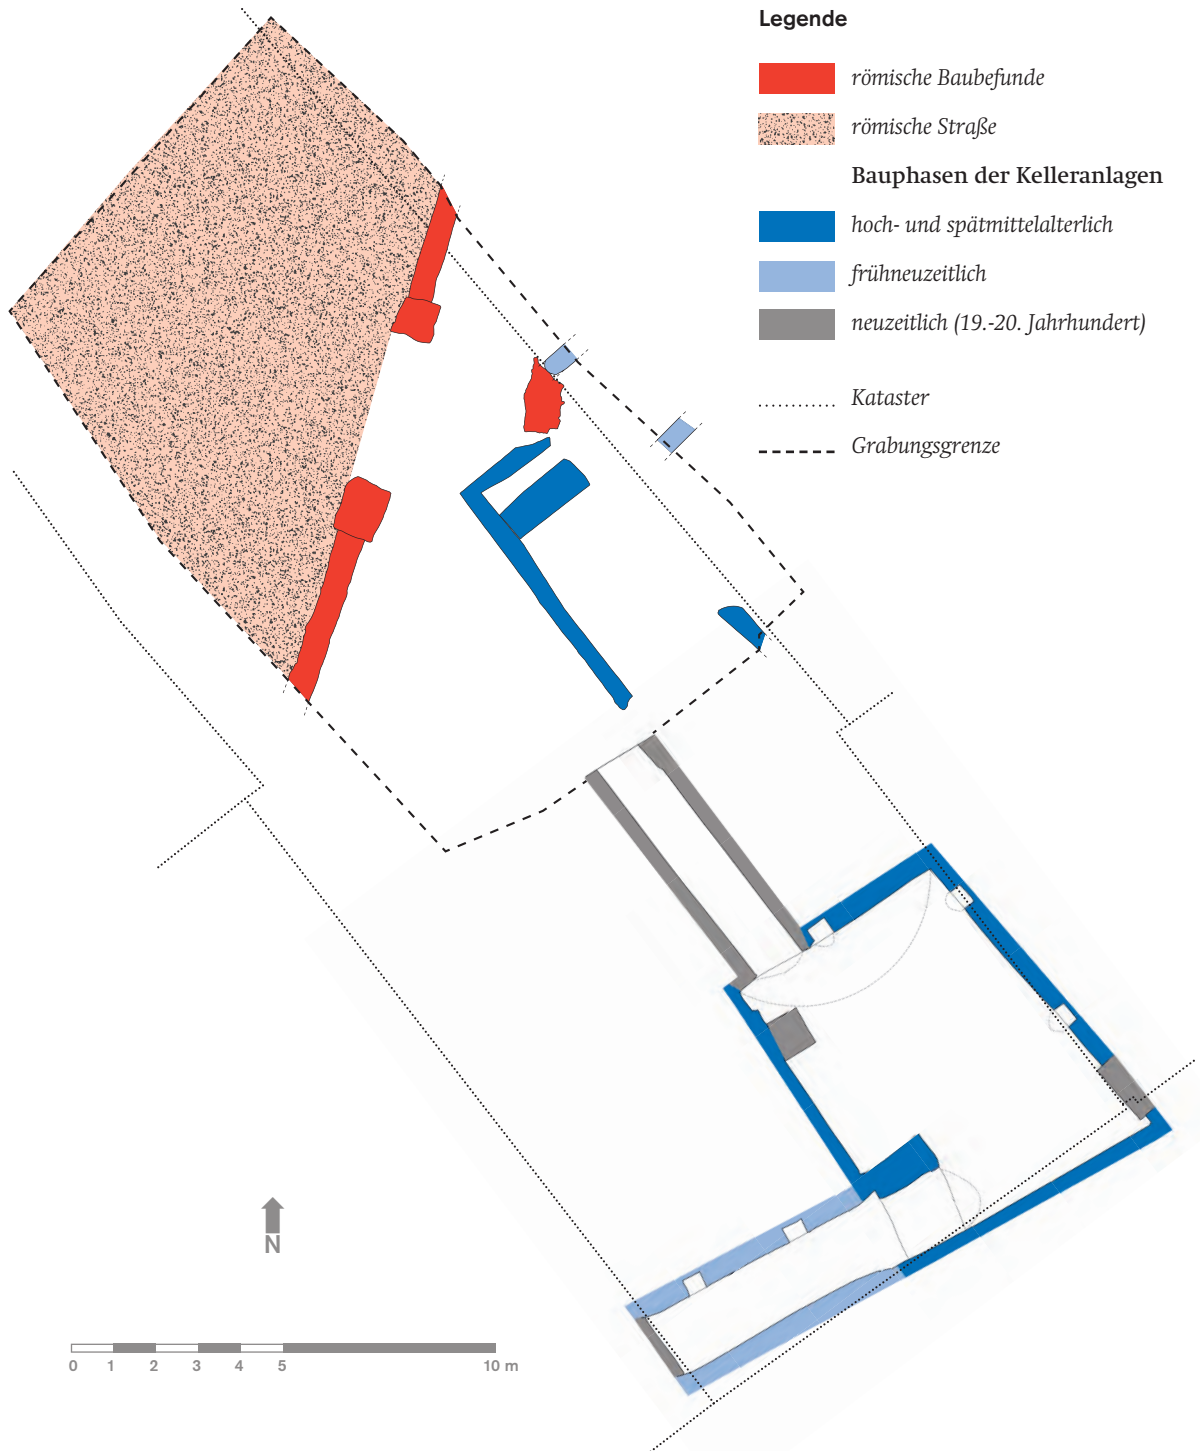 Legende
römische Baubefunde
römische Straße
Bauphasen der Kelleranlagen
hoch- und spätmittelalterlich
frühneuzeitlich
neuzeitlich (19.-20. Jahrhundert)
Kataster
Grabungsgrenze
N
0 1 2 3 4 5 10 m